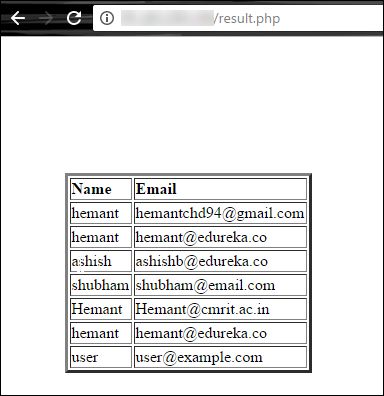 /result.php
Name Email
hemant hemantchd94@gmail.com
hemant hemant@edureka.co
ashish ashishb@edureka.co
shubham shubham@email.com
Hemant Hemant@cmrit.ac.in
hemant hemant@edureka.co
user user@example.com